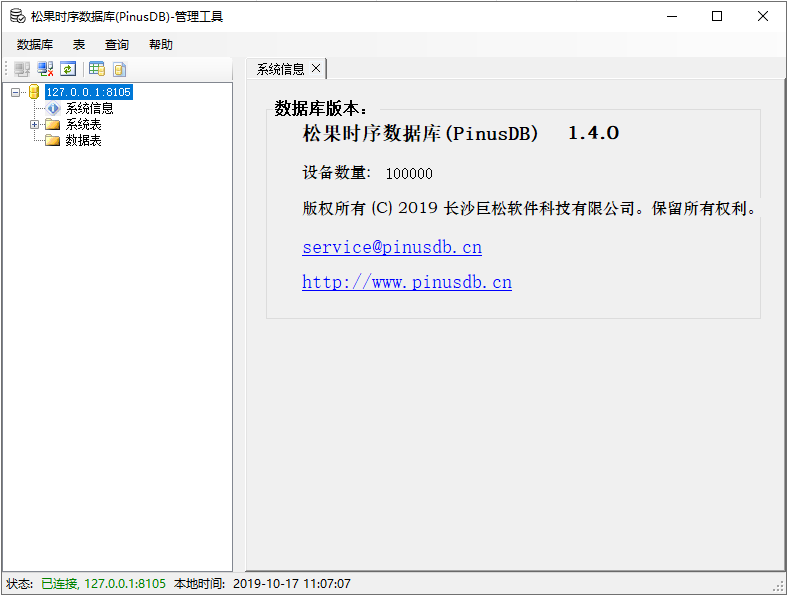 松果时序数据库(PinusDB)-管理工具
数据库 表 查询 帮助
127.0.0.1:8105
系统信息
系统表
数据表
系统信息
数据库版本:
松果时序数据库(PinusDB) 1.4.0
设备数量: 100000
版权所有 (C) 2019 长沙巨松软件科技有限公司。保留所有权利。
service@pinusdb.cn
http://www.pinusdb.cn
状态: 已连接, 127.0.0.1:8105 本地时间: 2019-10-17 11:07:07